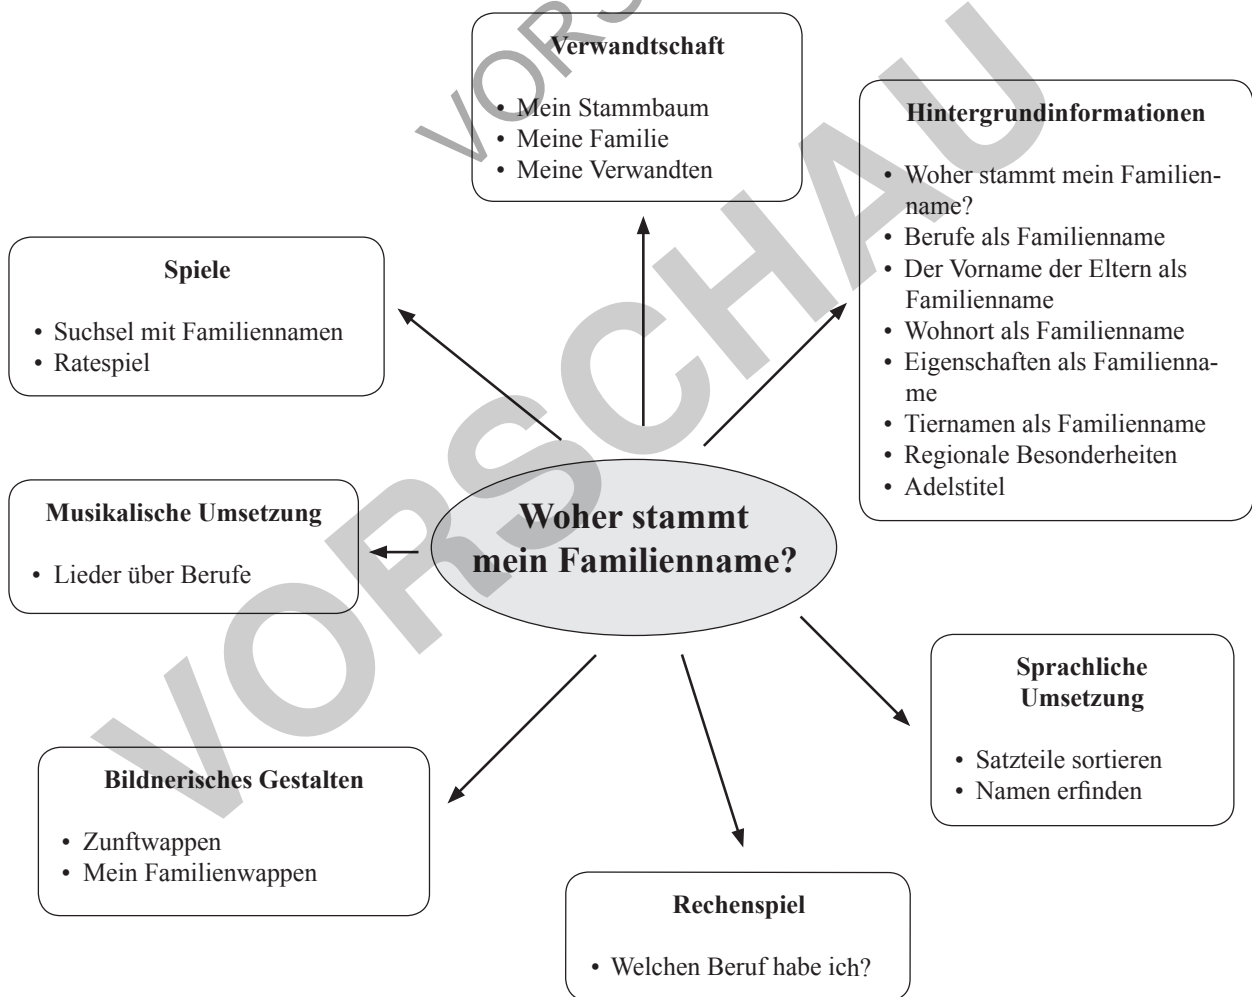 Verwandtschaft
• Mein Stammbaum
• Meine Familie
• Meine Verwandten
Hintergrundinformationen
• Woher stammt mein Familien-
name?
• Berufe als Familienname
• Der Vorname der Eltern als
Familienname
• Wohnort als Familienname
• Eigenschaften als Familienna-
me
• Tiernamen als Familienname
• Regionale Besonderheiten
• Adelstitel
Spiele
• Suchsel mit Familiennamen
• Ratespiel
Woher stammt
mein Familienname?
Musikalische Umsetzung
• Lieder über Berufe
Sprachliche
Umsetzung
• Satzteile sortieren
• Namen erfinden
Bildnerisches Gestalten
• Zunftwappen
• Mein Familienwappen
Rechenspiel
• Welchen Beruf habe ich?
VORSCHAU
VORS